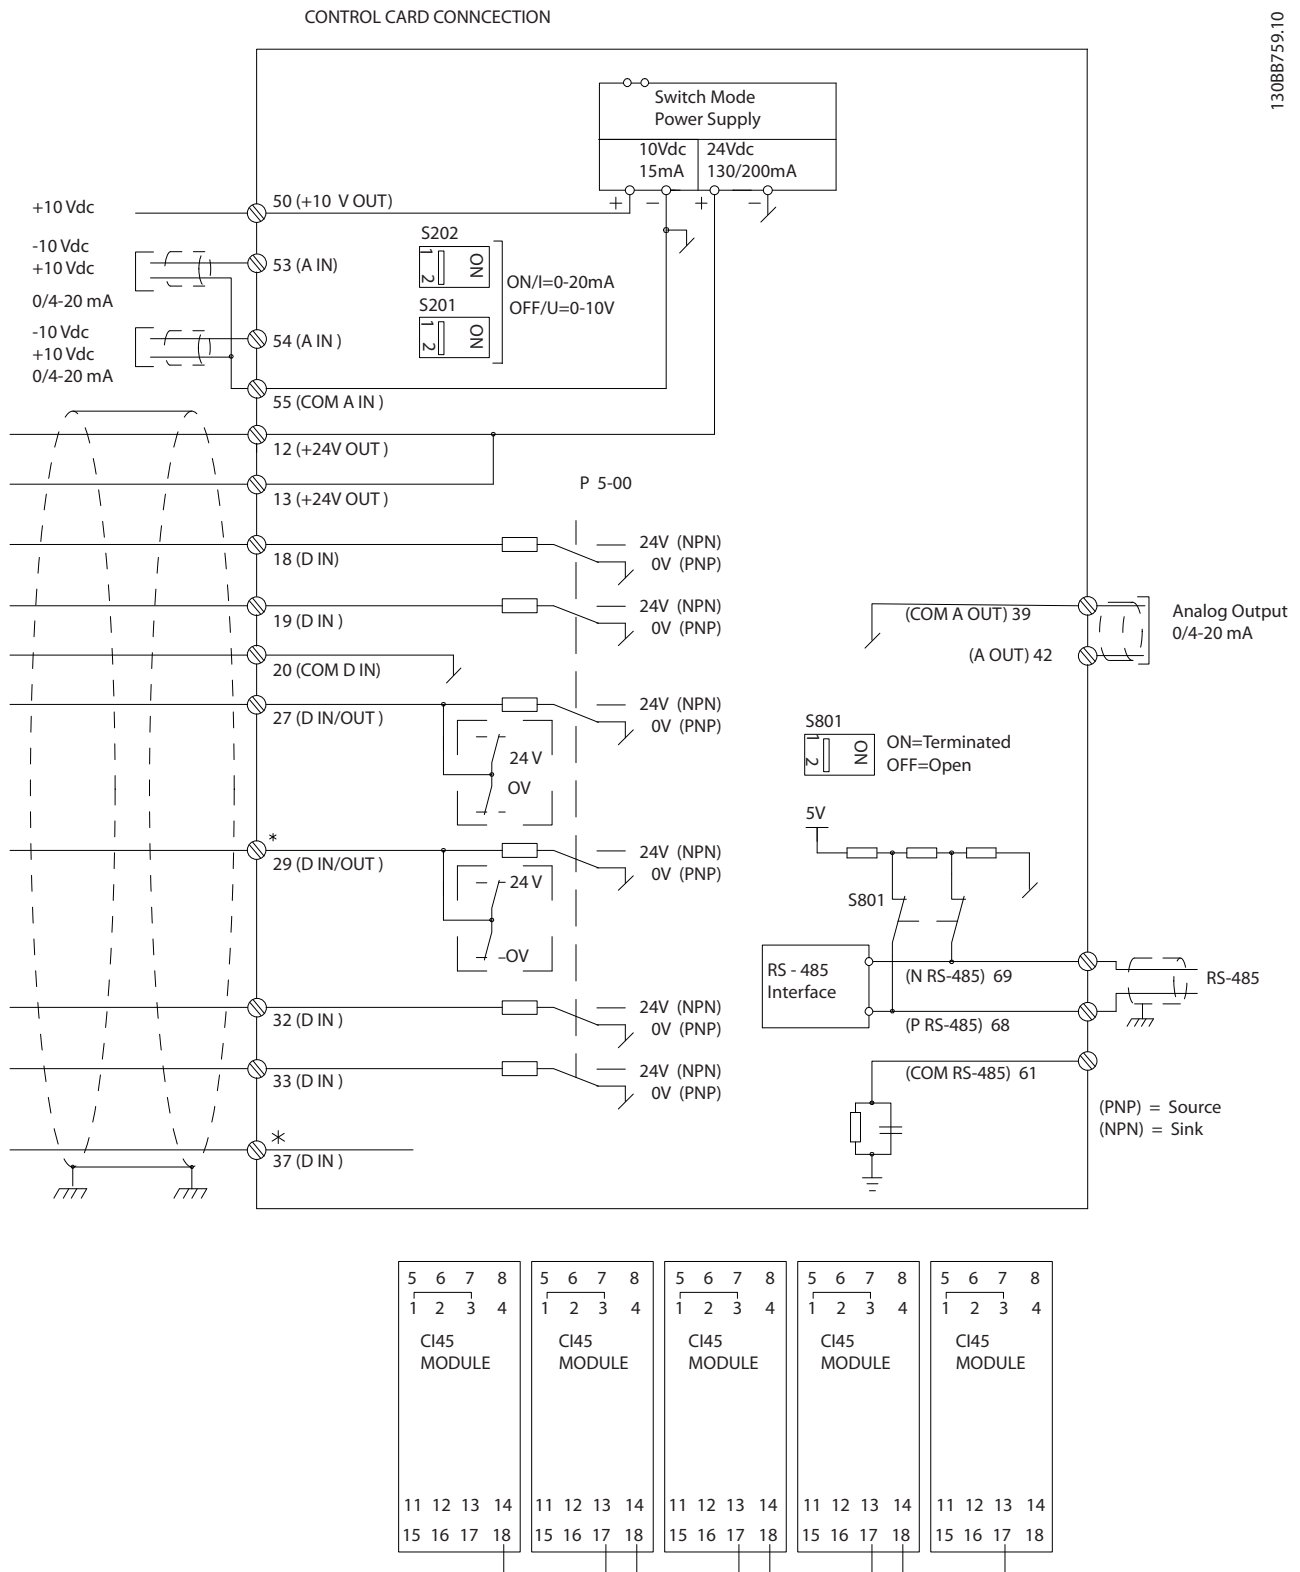 CONTROL CARD CONNCECTION
130BB759.10
Switch Mode
Power Supply
10Vdc
15mA
24Vdc
130/200mA
+ − + −
+10 Vdc
50 (+10 V OUT)
-10 Vdc
+10 Vdc
0/4-20 mA
53 (A IN)
S202
1 2 ON
ON/I=0-20mA
OFF/U=0-10V
S201
1 2 ON
-10 Vdc
+10 Vdc
0/4-20 mA
54 (A IN )
55 (COM A IN )
12 (+24V OUT )
13 (+24V OUT )
P 5-00
18 (D IN)
24V (NPN)
0V (PNP)
19 (D IN )
24V (NPN)
0V (PNP)
(COM A OUT) 39
Analog Output
0/4-20 mA
20 (COM D IN)
(A OUT) 42
27 (D IN/OUT )
24V (NPN)
0V (PNP)
24 V
OV
S801
1 2 ON
ON=Terminated
OFF=Open
5V
*
29 (D IN/OUT )
24V (NPN)
0V (PNP)
24 V
OV
S801
RS - 485
Interface
(N RS-485) 69
RS-485
(P RS-485) 68
32 (D IN )
24V (NPN)
0V (PNP)
33 (D IN )
24V (NPN)
0V (PNP)
(COM RS-485) 61
(PNP) = Source
(NPN) = Sink
*
37 (D IN )
5 6 7 8
1 2 3 4
CI45
MODULE
11 12 13 14
15 16 17 18
5 6 7 8
1 2 3 4
CI45
MODULE
11 12 13 14
15 16 17 18
5 6 7 8
1 2 3 4
CI45
MODULE
11 12 13 14
15 16 17 18
5 6 7 8
1 2 3 4
CI45
MODULE
11 12 13 14
15 16 17 18
5 6 7 8
1 2 3 4
CI45
MODULE
11 12 13 14
15 16 17 18